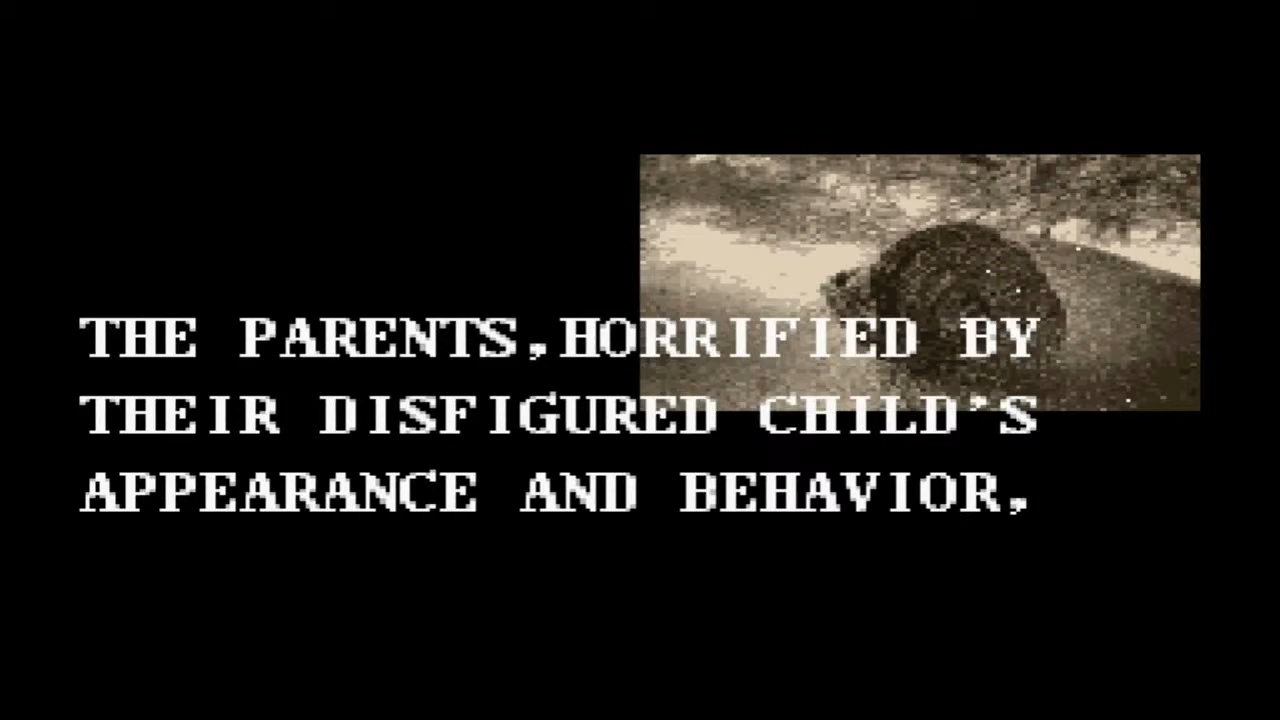 THE PARENTS,HORRIFIED BY
THEIR DISFIGURED CHILD'S
APPEARANCE AND BEHAVIOR,